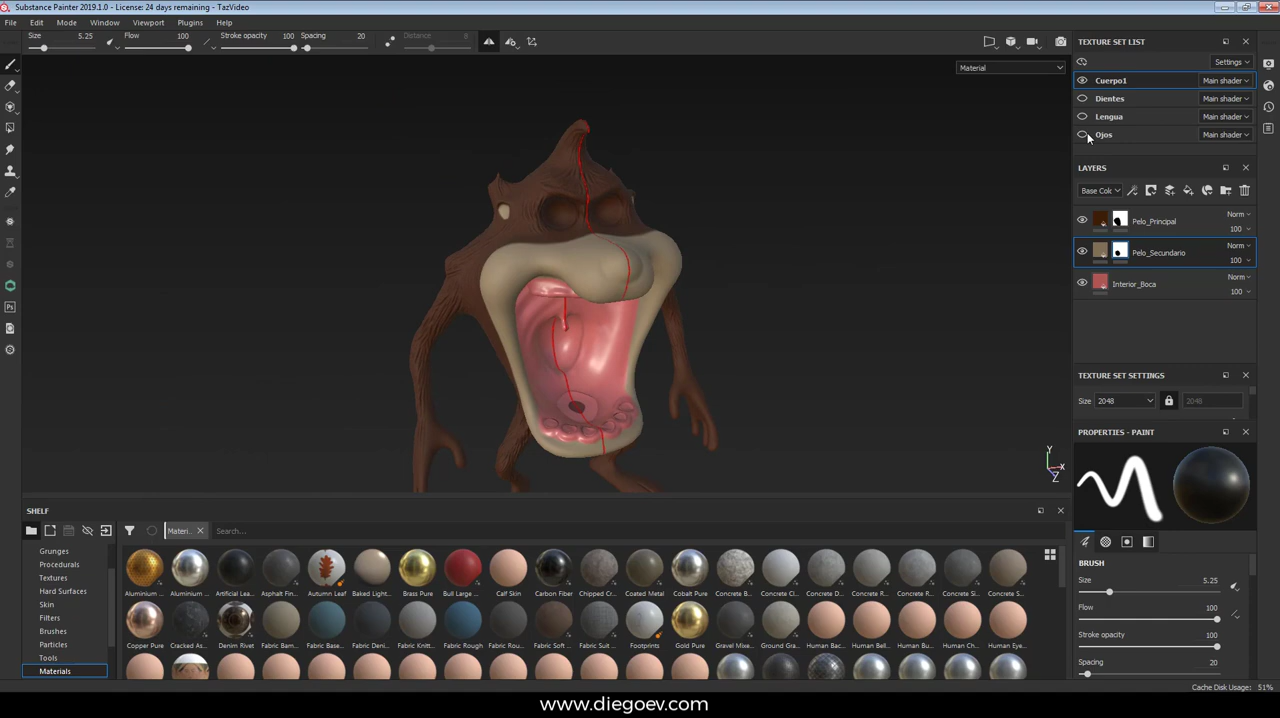 Substance Painter 2019.1.0 - License: 24 days remaining - TazVideo
File Edit Mode Window Viewport Plugins Help
Size 5.25 Flow 100 Stroke opacity 100 Spacing 20 Distance 8
Material
TEXTURE SET LIST
Settings
Cuerpo1 Main shader
Dientes Main shader
Lengua Main shader
Ojos Main shader
LAYERS
Base Col
Pelo_Principal Norm 100
Pelo_Secundario Norm 100
Interior_Boca Norm 100
TEXTURE SET SETTINGS
Size 2048 2048
PROPERTIES - PAINT
Y
X
Z
BRUSH
Size 5.25
Flow 100
Stroke opacity 100
Spacing 20
SHELF
Materi... Search...
Grunges
Procedurals
Textures
Hard Surfaces
Skin
Filters
Brushes
Particles
Tools
Materials
Aluminium ... Aluminium ... Artificial Lea... Asphalt Fin... Autumn Leaf Baked Light... Brass Pure Bull Large ... Calf Skin Carbon Fiber Chipped Cr... Coated Metal Cobalt Pure Concrete B... Concrete Cl... Concrete D... Concrete R... Concrete Si... Concrete S...
Copper Pure Cracked As... Denim Rivet Fabric Bam... Fabric Base... Fabric Deni... Fabric Knitt... Fabric Rough Fabric Rou... Fabric Soft ... Fabric Suit ... Footprints Gold Pure Gravel Mixe... Ground Gra... Human Bac... Human Bell... Human Bu... Human Ch... Human Eye...
Ps
Cache Disk Usage: 51%
www.diegoev.com